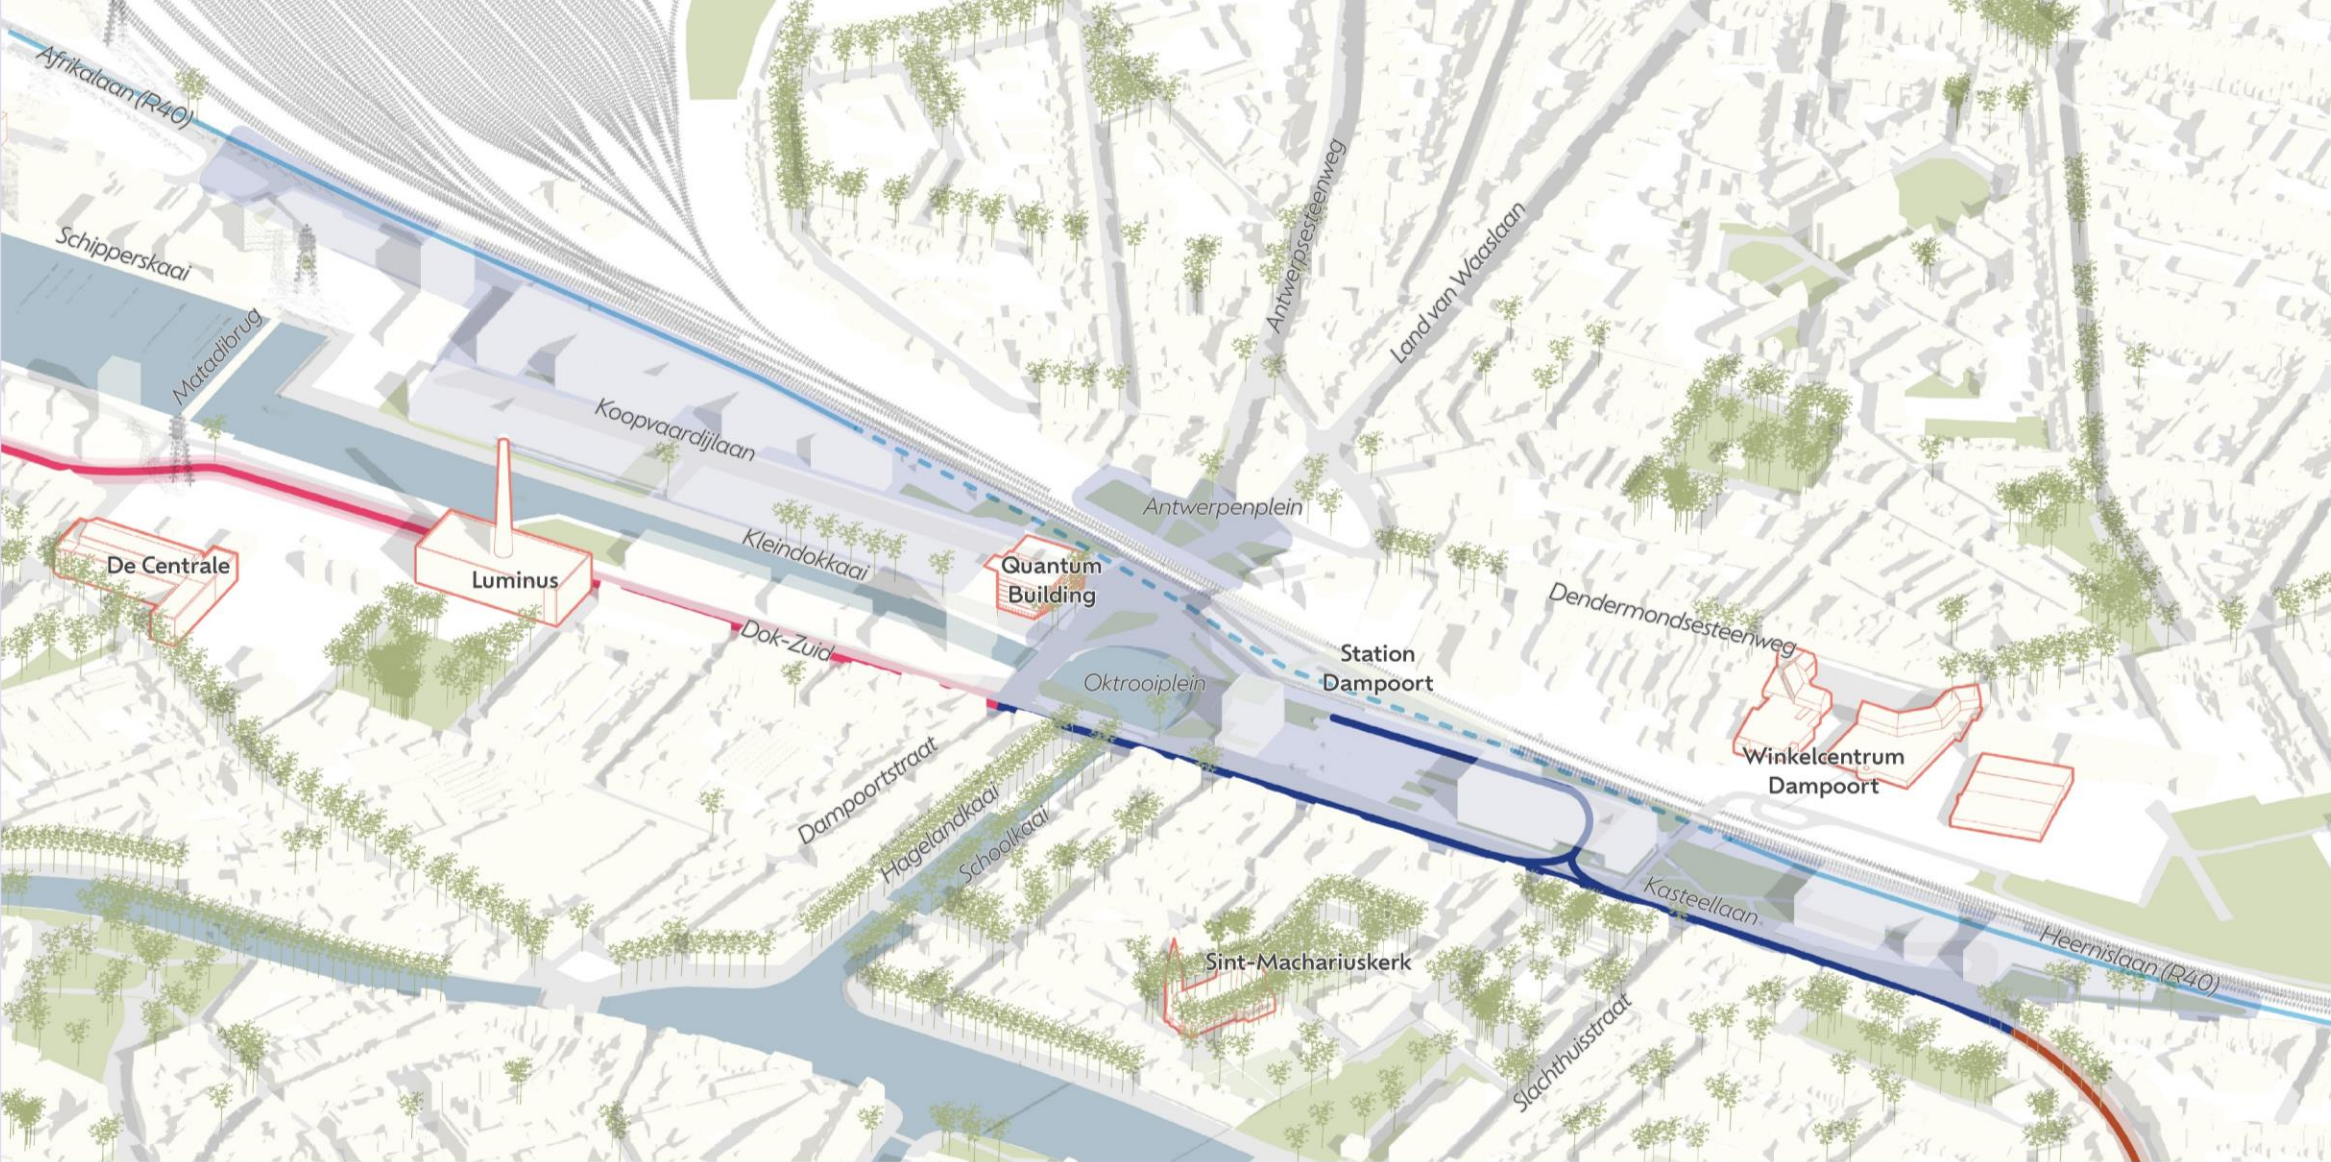 Afrikalaan (R40)
Schipperskaai
Matadibrug
Antwerpsesteenweg
Land van Waaslaan
Koopvaardijlaan
Antwerpenplein
Kleindokkaai
Quantum
Building
De Centrale
Luminus
Dok-Zuid
Oktrooiplein
Station
Dampoort
Dendermondsesteenweg
Winkelcentrum
Dampoort
Dampoortstraat
Hagelandkaai
Schoolkaai
Kasteellaan
Heernislaan (R40)
Sint-Machariuskerk
Slachthuisstraat